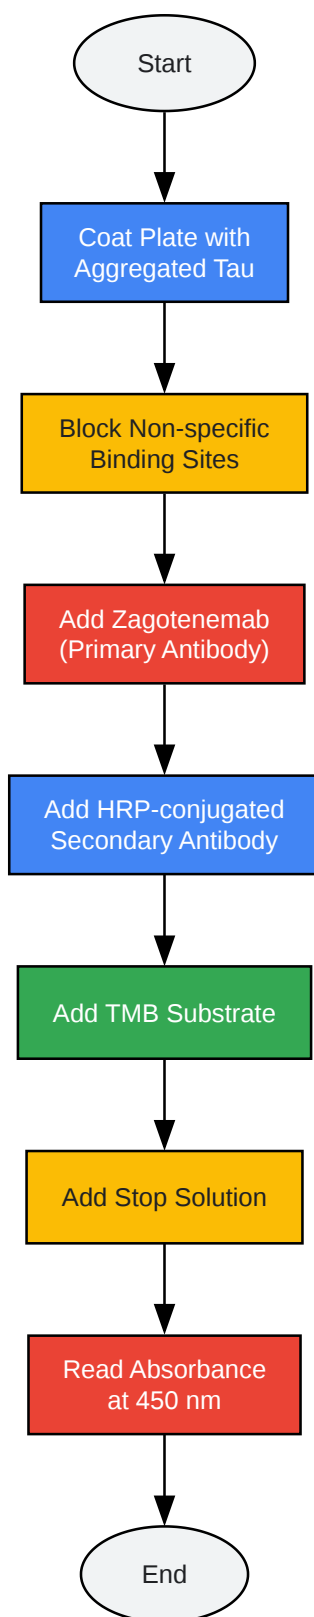 Start
Coat Plate with
Aggregated Tau
Block Non-specific
Binding Sites
Add Zagotenemab
(Primary Antibody)
Add HRP-conjugated
Secondary Antibody
Add TMB Substrate
Add Stop Solution
Read Absorbance
at 450 nm
End